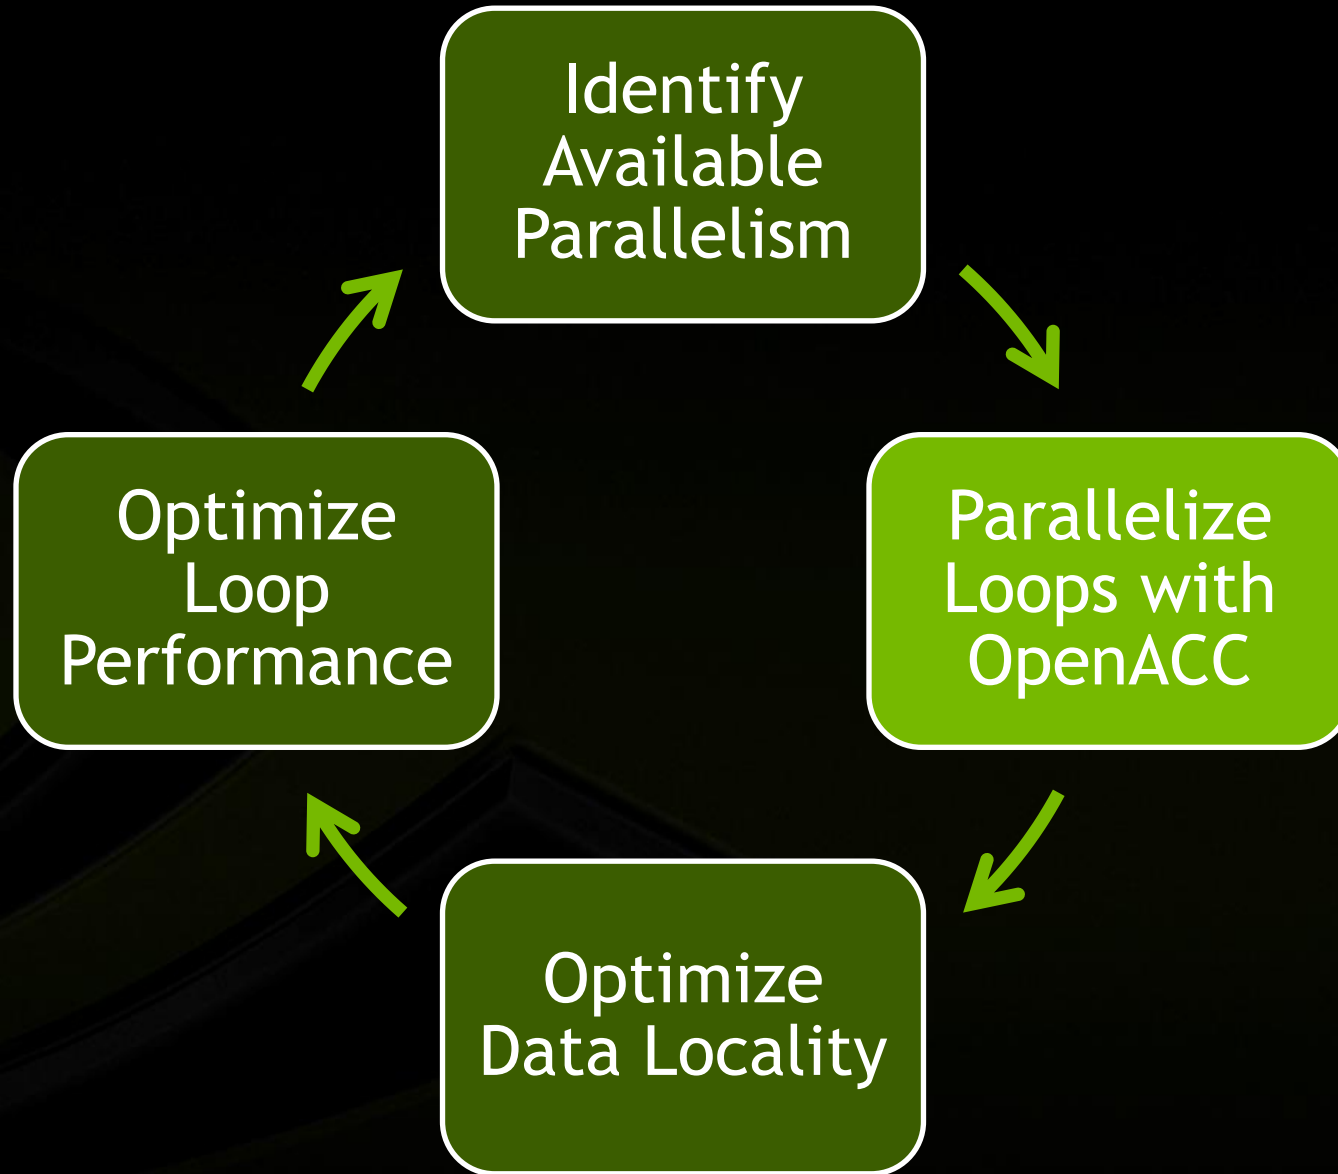 Identify
Available
Parallelism
Parallelize
Loops with
OpenACC
Optimize
Data Locality
Optimize
Loop
Performance